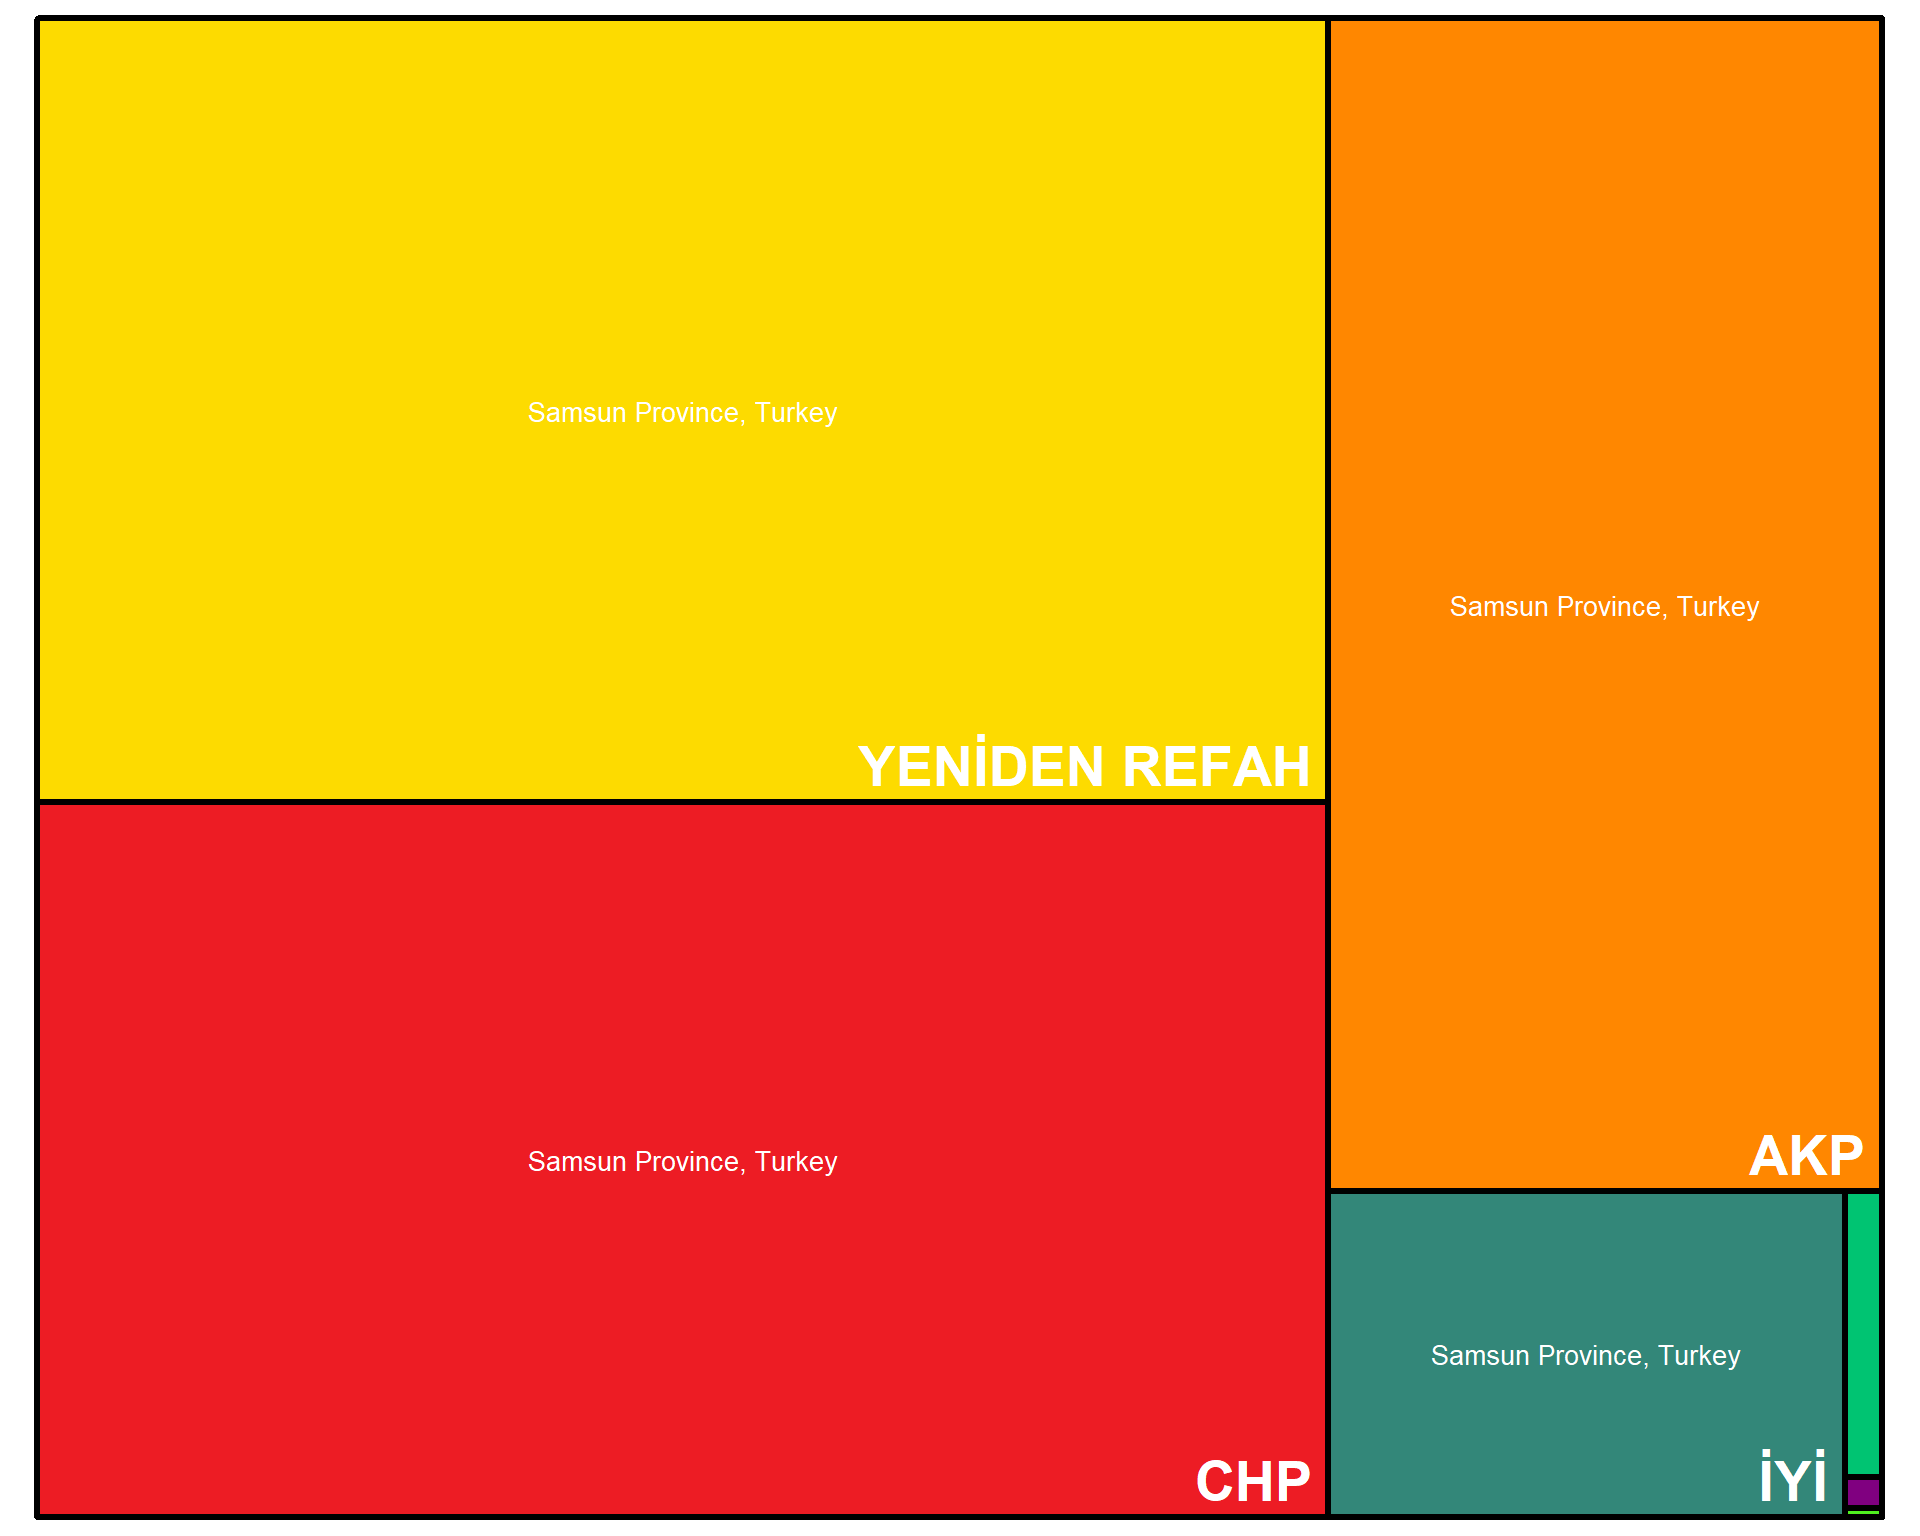 Samsun Province, Turkey
YENİDEN REFAH
Samsun Province, Turkey
CHP
Samsun Province, Turkey
AKP
Samsun Province, Turkey
İYİ